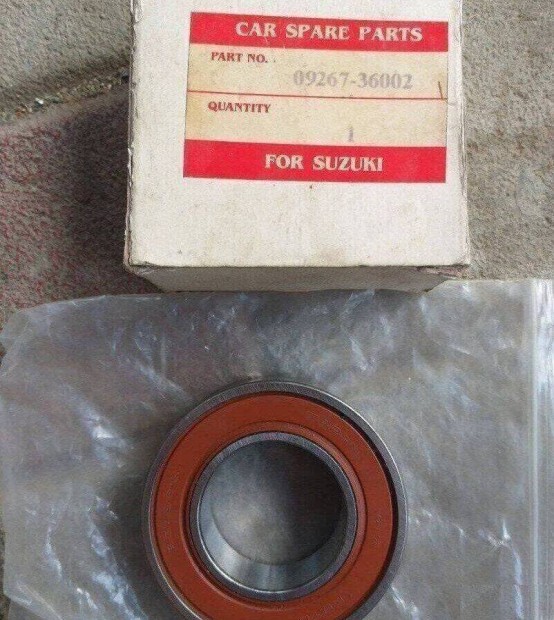 CAR SPARE PARTS
PART NO.
09267-36002
QUANTITY
1
FOR SUZUKI